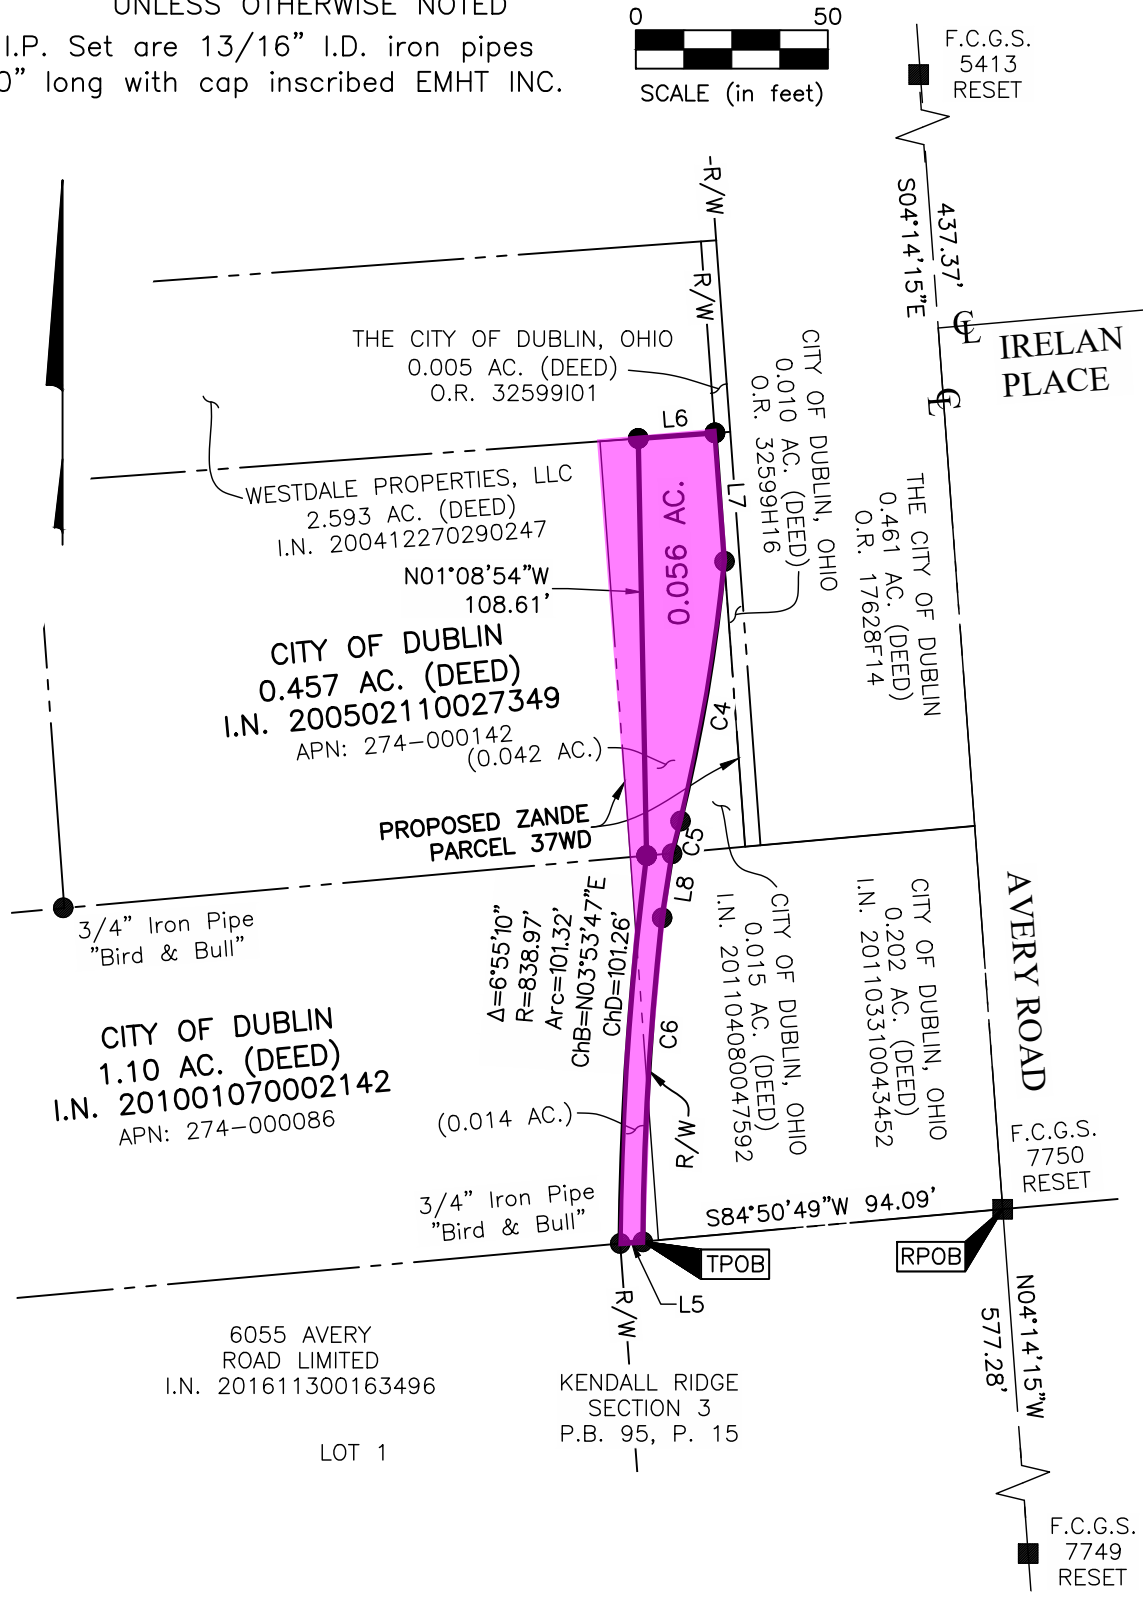 UNLESS OTHERWISE NOTED
I.P. Set are 13/16” I.D. iron pipes
0” long with cap inscribed EMHT INC.
0 50
SCALE (in feet)
F.C.G.S.
5413
RESET
R/W
S04°14'15”E
437.37'
R/W
IRELAN
PLACE
THE CITY OF DUBLIN, OHIO
0.005 AC. (DEED)
O.R. 32599I01
CITY OF DUBLIN, OHIO
0.010 AC. (DEED)
O.R. 32599H16
L6
L7
WESTDALE PROPERTIES, LLC
2.593 AC. (DEED)
I.N. 200412270290247
0.056 AC.
THE CITY OF DUBLIN
0.461 AC. (DEED)
O.R. 17628F14
N01°08'54”W
108.61'
CITY OF DUBLIN
0.457 AC. (DEED)
I.N. 200502110027349
APN: 274-000142
(0.042 AC.)
C4
PROPOSED ZANDE
PARCEL 37WD
C5
L8
3/4” Iron Pipe
”Bird & Bull”
Δ=6°55'10”
R=838.97'
Arc=101.32'
ChB=N03°53'47”E
ChD=101.26'
C6
CITY OF DUBLIN, OHIO
0.015 AC. (DEED)
I.N. 201104080047592
CITY OF DUBLIN, OHIO
0.202 AC. (DEED)
I.N. 201103310043452
AVERY ROAD
CITY OF DUBLIN
1.10 AC. (DEED)
I.N. 201001070002142
APN: 274-000086
(0.014 AC.)
R/W
F.C.G.S.
7750
RESET
3/4” Iron Pipe
”Bird & Bull”
S84°50'49”W 94.09'
TPOB
RPOB
L5
R/W
N04°14'15”W
577.28'
6055 AVERY
ROAD LIMITED
I.N. 201611300163496
LOT 1
KENDALL RIDGE
SECTION 3
P.B. 95, P. 15
F.C.G.S.
7749
RESET